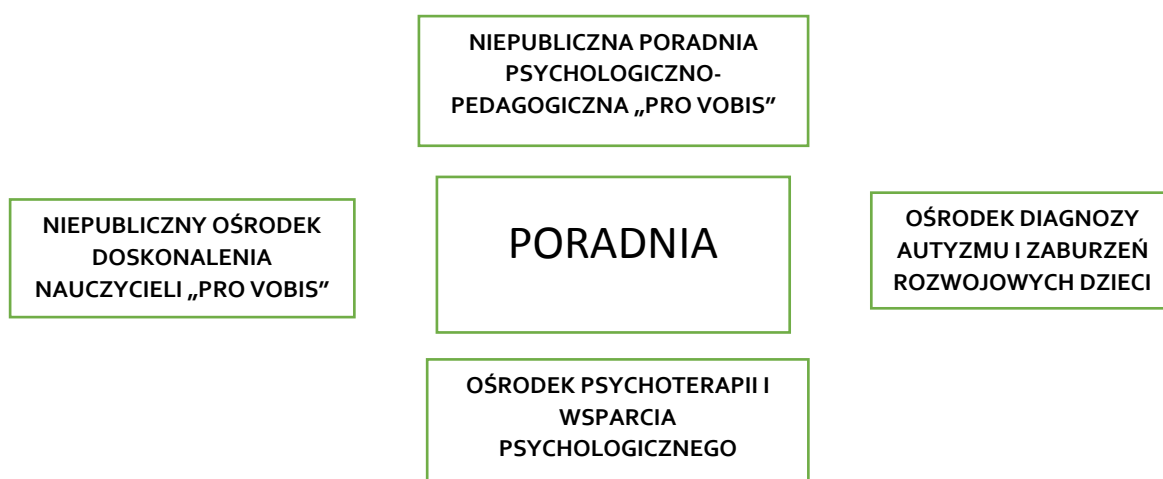 NIEPUBLICZNA PORADNIA
PSYCHOLOGICZNO-
PEDAGOGICZNA „PRO VOBIS”
NIEPUBLICZNY OŚRODEK
DOSKONALENIA
NAUCZYCIELI „PRO VOBIS”
PORADNIA
OŚRODEK DIAGNOZY
AUTYZMU I ZABURZEŃ
ROZWOJOWYCH DZIECI
OŚRODEK PSYCHOTERAPII I
WSPARCIA
PSYCHOLOGICZNEGO